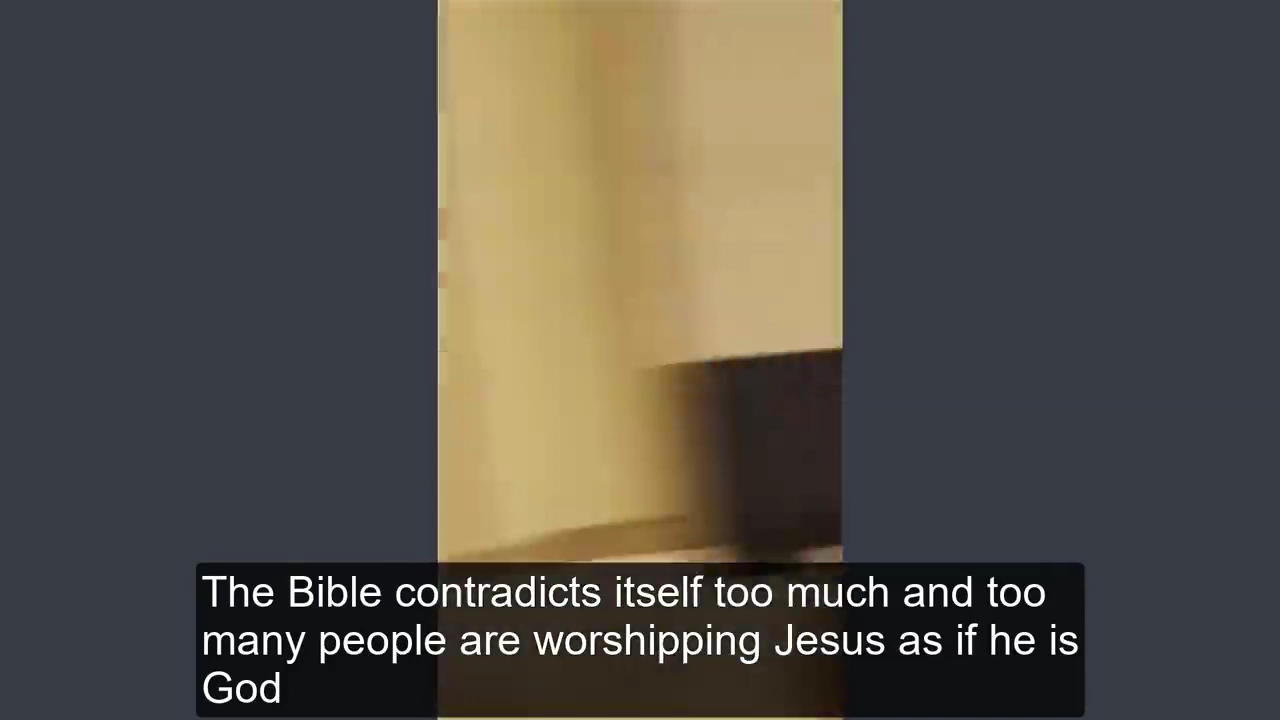 The Bible contradicts itself too much and too
many people are worshipping Jesus as if he is
God